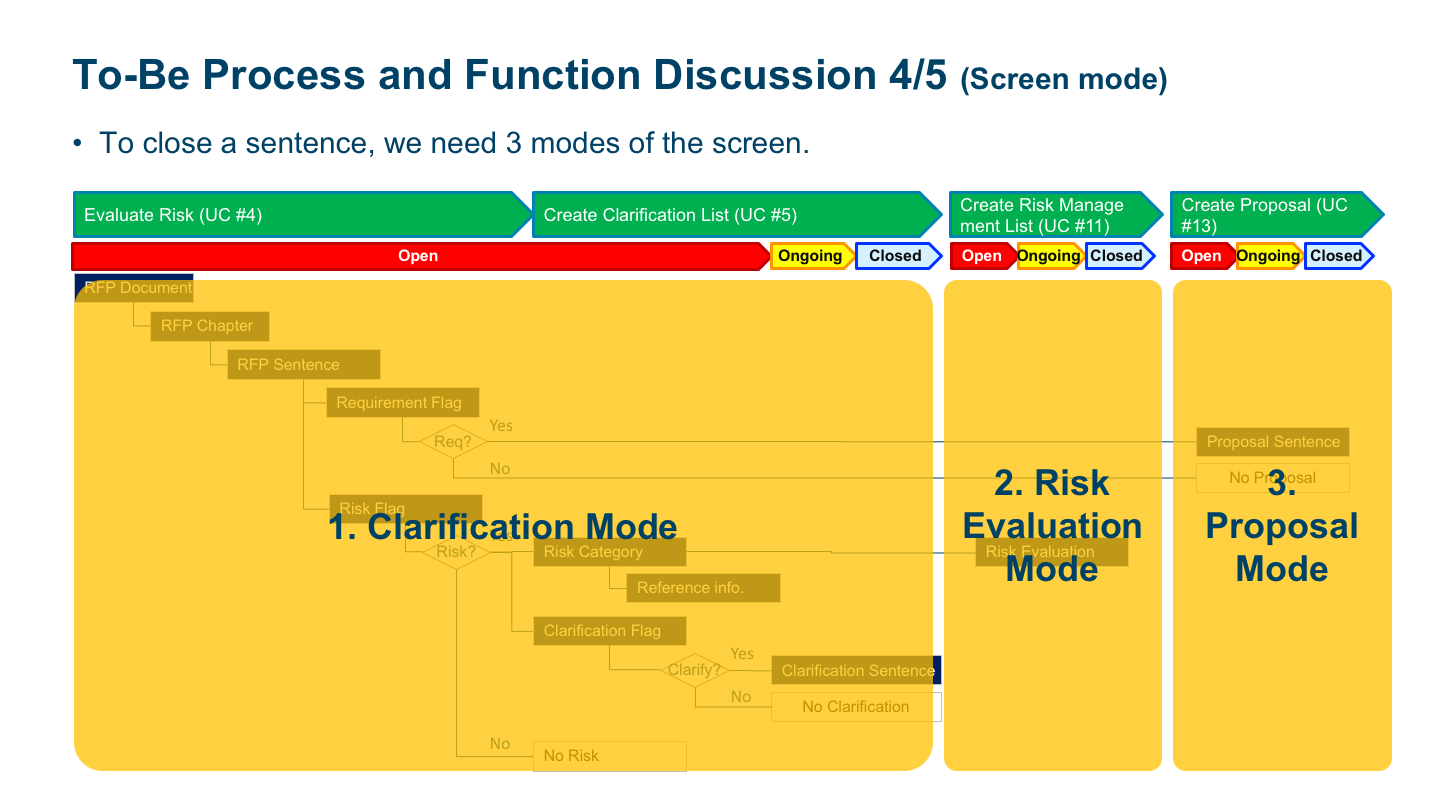 To-Be Process and Function Discussion 4/5 (Screen mode)
• To close a sentence, we need 3 modes of the screen.
Evaluate Risk (UC #4)
Create Clarification List (UC #5)
Create Risk Manage
ment List (UC #11)
Create Proposal (UC
#13)
Open
Ongoing
Closed
Open
Ongoing
Closed
Open
Ongoing
Closed
RFP Document
RFP Chapter
RFP Sentence
Requirement Flag
Req?
Yes
No
Proposal Sentence
No Proposal
Risk Flag
1. Clarification Mode
2. Risk
Evaluation
Mode
3.
Proposal
Mode
Risk?
Yes
Risk Category
Risk Evaluation
Reference info.
Clarification Flag
Clarify?
Yes
Clarification Sentence
No
No Clarification
No
No Risk